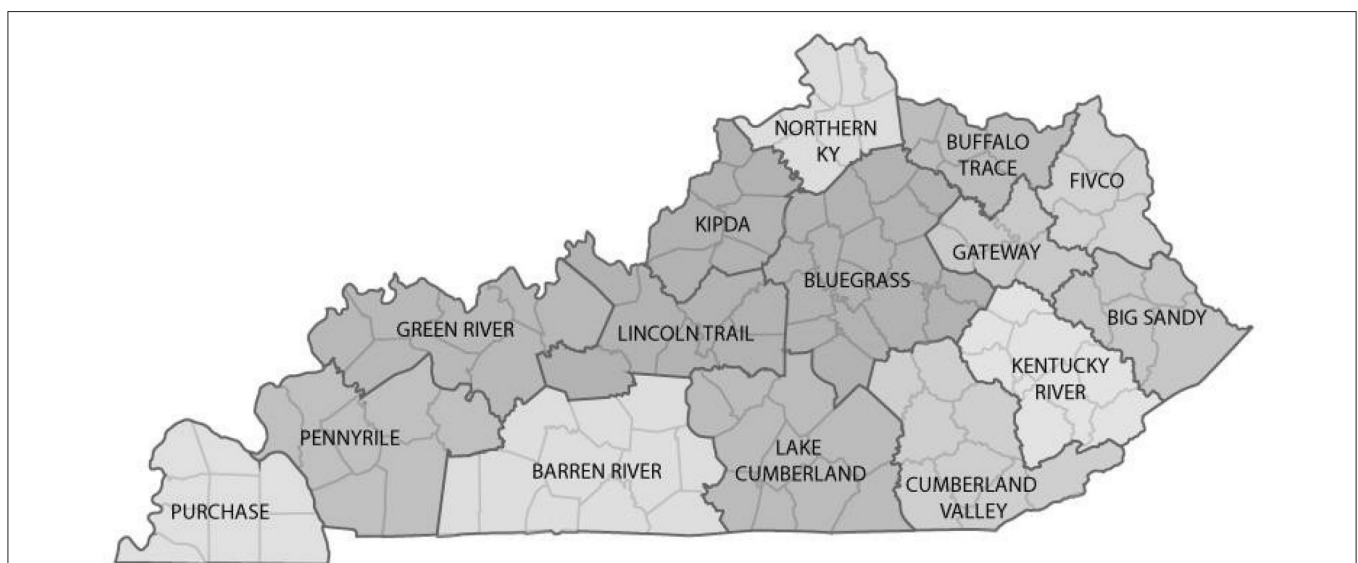 NORTHERN
KY
BUFFALO
TRACE
FIVCO
KIPDA
GATEWAY
BLUEGRASS
BIG SANDY
GREEN RIVER
LINCOLN TRAIL
KENTUCKY
RIVER
PENNYRILE
LAKE
CUMBERLAND
BARREN RIVER
CUMBERLAND
VALLEY
PURCHASE